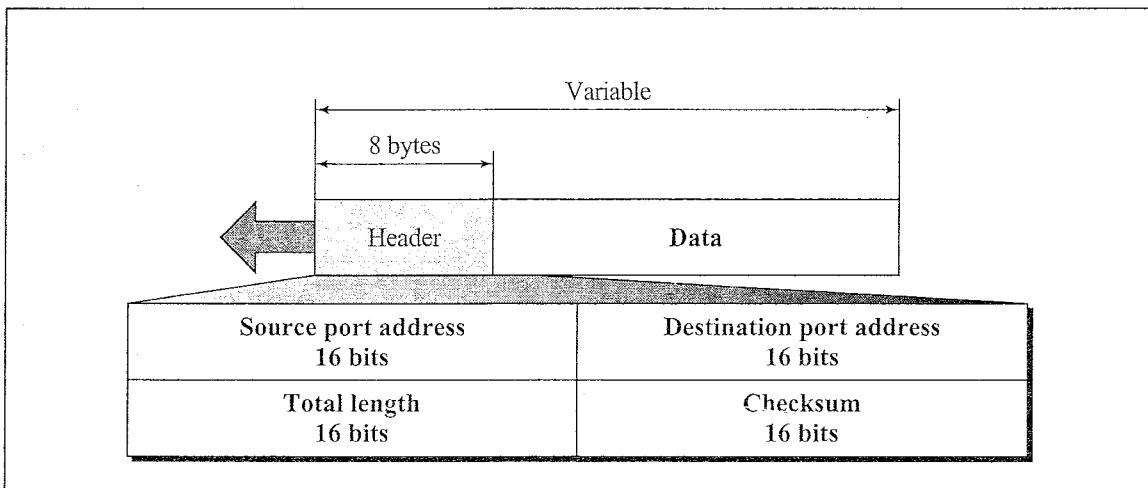 Variable
8 bytes
Header
Data
Source port address
16 bits
Destination port address
16 bits
Total length
16 bits
Checksum
16 bits